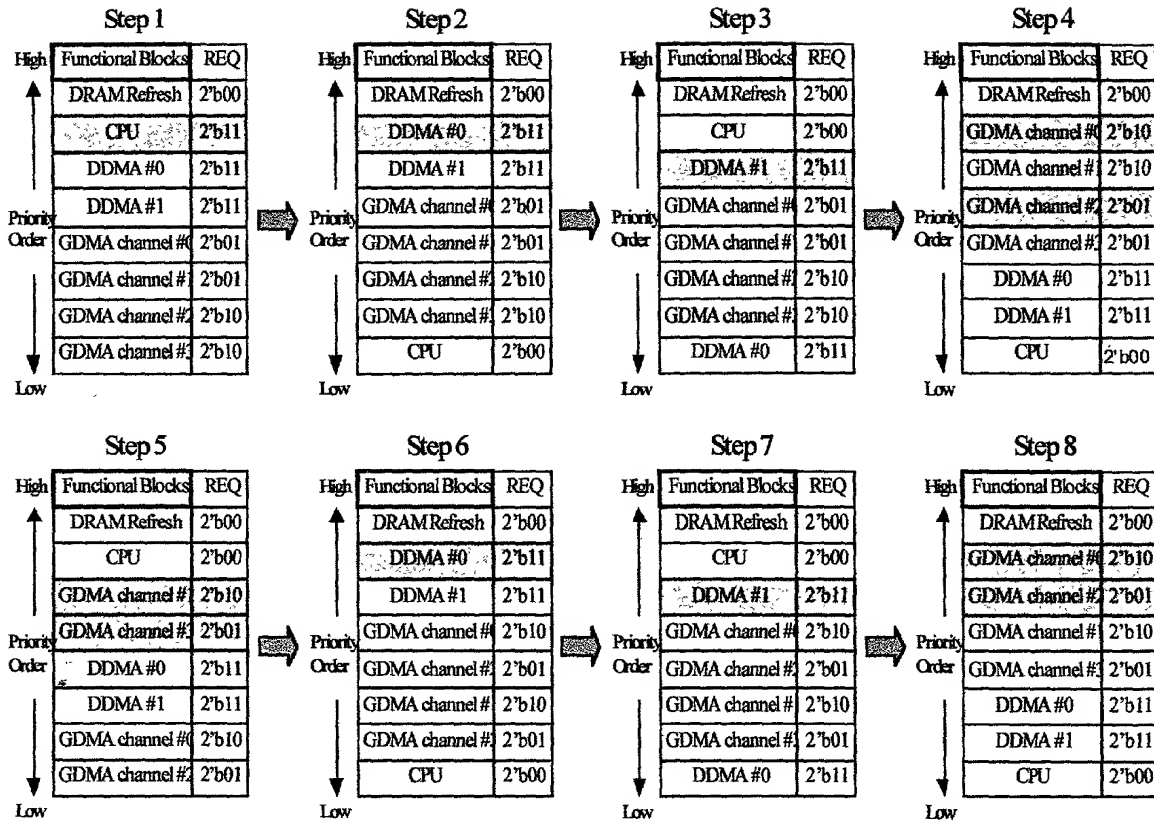 Step 1
High
Functional Blocks REQ
DRAM Refresh 2'b00
CPU 2'b11
DDMA #0 2'b11
DDMA #1 2'b11
GDMA channel #0 2'b01
GDMA channel #1 2'b01
GDMA channel #2 2'b10
GDMA channel #3 2'b10
Priority
Order
Low
Step 2
High
Functional Blocks REQ
DRAM Refresh 2'b00
DDMA #0 2'b11
DDMA #1 2'b11
GDMA channel #0 2'b01
GDMA channel # 2'b01
GDMA channel # 2'b10
GDMA channel # 2'b10
CPU 2'b00
Priority
Order
Low
Step 3
High
Functional Blocks REQ
DRAM Refresh 2'b00
CPU 2'b00
DDMA #1 2'b11
GDMA channel #0 2'b01
GDMA channel # 2'b01
GDMA channel # 2'b10
GDMA channel # 2'b10
DDMA #0 2'b11
Priority
Order
Low
Step 4
High
Functional Blocks REQ
DRAM Refresh 2'b00
GDMA channel #0 2'b10
GDMA channel #1 2'b10
GDMA channel #2 2'b01
GDMA channel #3 2'b01
DDMA #0 2'b11
DDMA #1 2'b11
CPU 2'b00
Priority
Order
Low
Step 5
High
Functional Blocks REQ
DRAM Refresh 2'b00
CPU 2'b00
GDMA channel #1 2'b10
GDMA channel #3 2'b01
DDMA #0 2'b11
DDMA #1 2'b11
GDMA channel #0 2'b10
GDMA channel #2 2'b01
Priority
Order
Low
Step 6
High
Functional Blocks REQ
DRAM Refresh 2'b00
DDMA #0 2'b11
DDMA #1 2'b11
GDMA channel #0 2'b10
GDMA channel # 2'b01
GDMA channel # 2'b10
GDMA channel # 2'b01
CPU 2'b00
Priority
Order
Low
Step 7
High
Functional Blocks REQ
DRAM Refresh 2'b00
CPU 2'b00
DDMA #1 2'b11
GDMA channel #0 2'b10
GDMA channel # 2'b01
GDMA channel # 2'b10
GDMA channel # 2'b01
DDMA #0 2'b11
Priority
Order
Low
Step 8
High
Functional Blocks REQ
DRAM Refresh 2'b00
GDMA channel #0 2'b10
GDMA channel #2 2'b01
GDMA channel #1 2'b10
GDMA channel #3 2'b01
DDMA #0 2'b11
DDMA #1 2'b11
CPU 2'b00
Priority
Order
Low